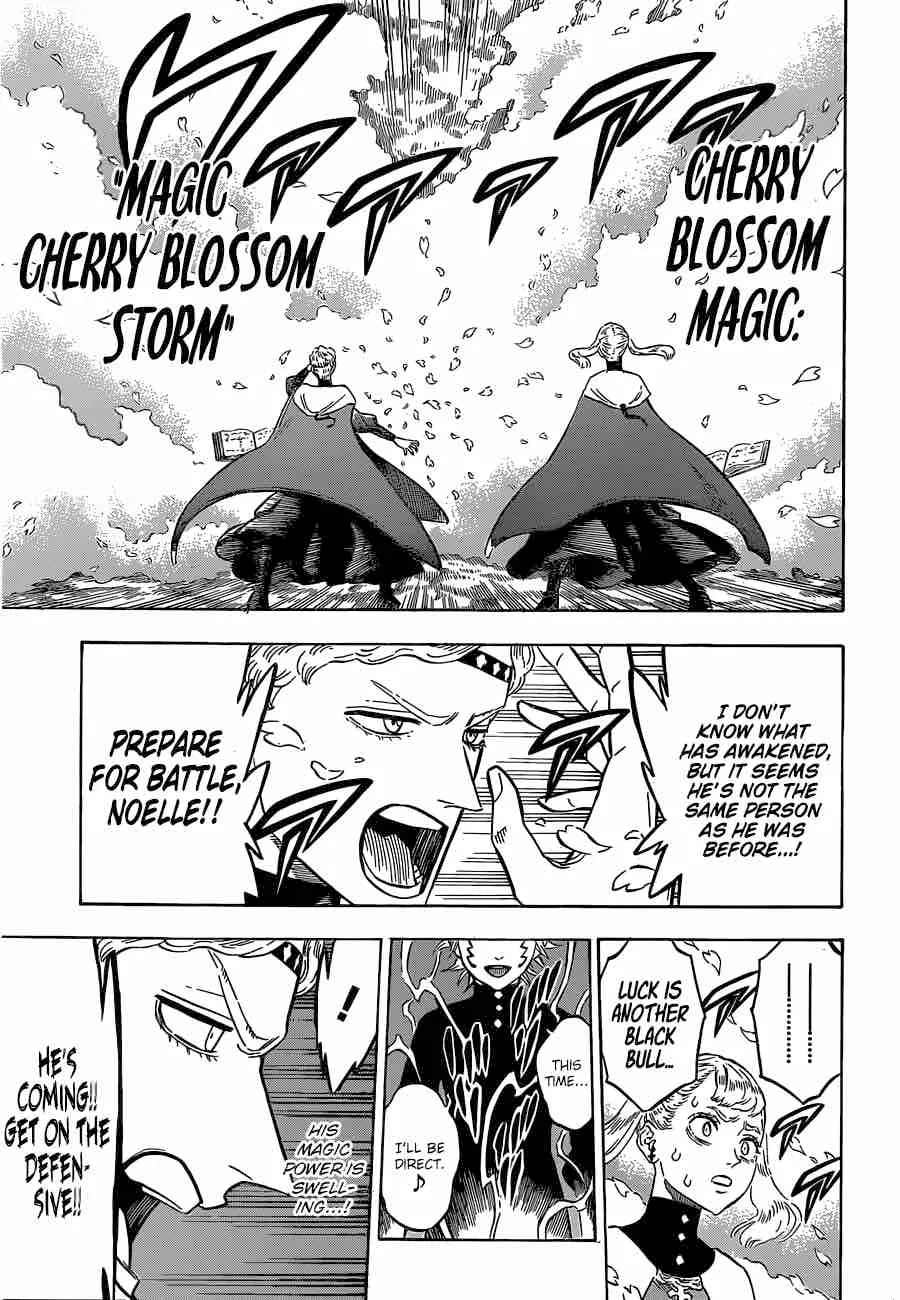 CHERRY
BLOSSOM
MAGIC:
"MAGIC
CHERRY BLOSSOM
STORM"
I DON'T
KNOW WHAT
HAS AWAKENED,
BUT IT SEEMS
HE'S NOT THE
SAME PERSON
AS HE WAS
BEFORE...!
PREPARE
FOR BATTLE,
NOELLE!!
..........
LUCK IS
ANOTHER
BLACK
BULL...
THIS
TIME...
I'LL BE
DIRECT.
♪
!
HIS
MAGIC
POWER IS
SWELL-
ING...!
HE'S
COMING!!
GET ON THE
DEFEN-
SIVE!!